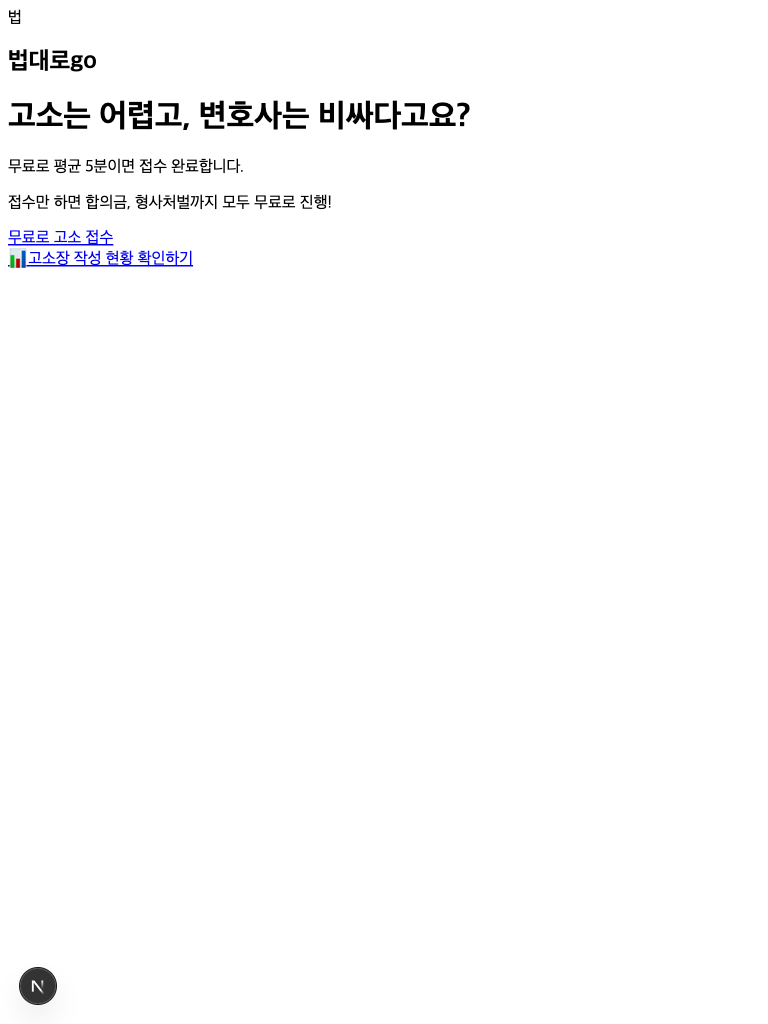 법
법대로go
고소는 어렵고, 변호사는 비싸다고요?
무료로 평균 5분이면 접수 완료합니다.
접수만 하면 합의금, 형사처벌까지 모두 무료로 진행!
무료로 고소 접수
📊고소장 작성 현황 확인하기
N